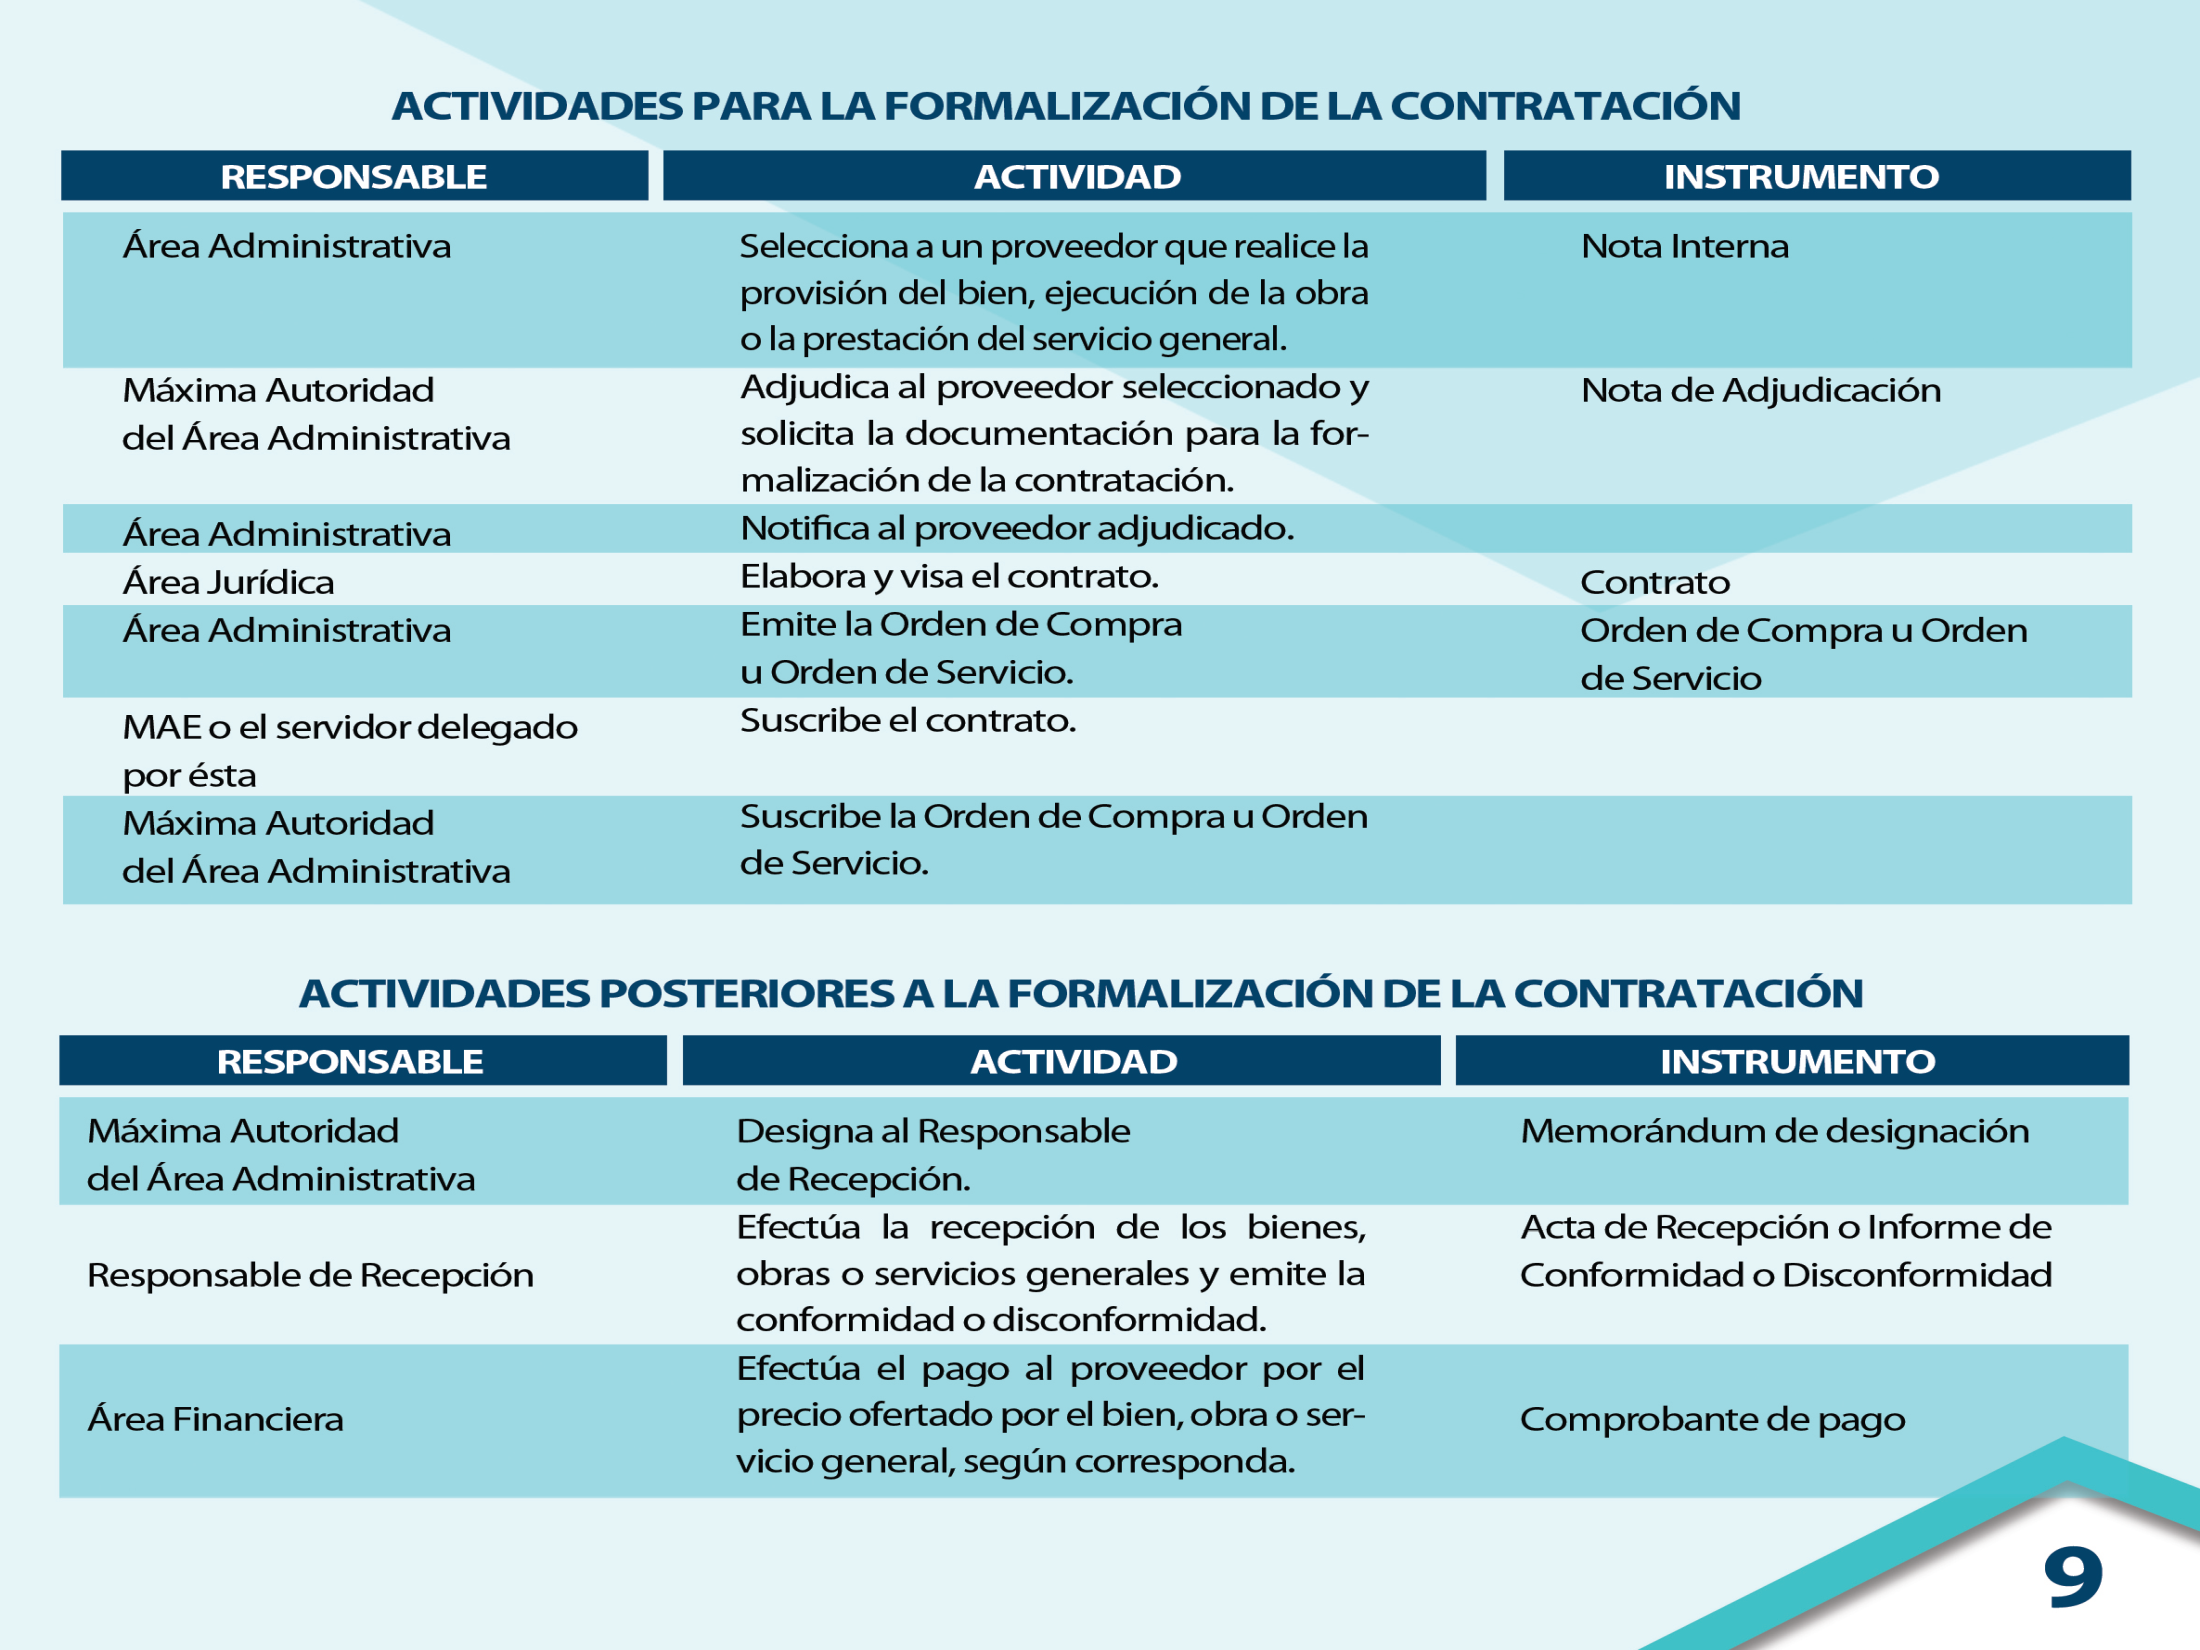 ACTIVIDADES PARA LA FORMALIZACIÓN DE LA CONTRATACIÓN
RESPONSABLE
ACTIVIDAD
INSTRUMENTO
Área Administrativa
Selecciona a un proveedor que realice la
provisión del bien, ejecución de la obra
o la prestación del servicio general.
Nota Interna
Máxima Autoridad
del Área Administrativa
Adjudica al proveedor seleccionado y
solicita la documentación para la for-
malización de la contratación.
Nota de Adjudicación
Área Administrativa
Notifica al proveedor adjudicado.
Área Jurídica
Elabora y visa el contrato.
Contrato
Área Administrativa
Emite la Orden de Compra
u Orden de Servicio.
Orden de Compra u Orden
de Servicio
MAE o el servidor delegado
por ésta
Suscribe el contrato.
Máxima Autoridad
del Área Administrativa
Suscribe la Orden de Compra u Orden
de Servicio.
ACTIVIDADES POSTERIORES A LA FORMALIZACIÓN DE LA CONTRATACIÓN
RESPONSABLE
ACTIVIDAD
INSTRUMENTO
Máxima Autoridad
del Área Administrativa
Designa al Responsable
de Recepción.
Memorándum de designación
Responsable de Recepción
Efectúa la recepción de los bienes,
obras o servicios generales y emite la
conformidad o disconformidad.
Acta de Recepción o Informe de
Conformidad o Disconformidad
Área Financiera
Efectúa el pago al proveedor por el
precio ofertado por el bien, obra o ser-
vicio general, según corresponda.
Comprobante de pago
9